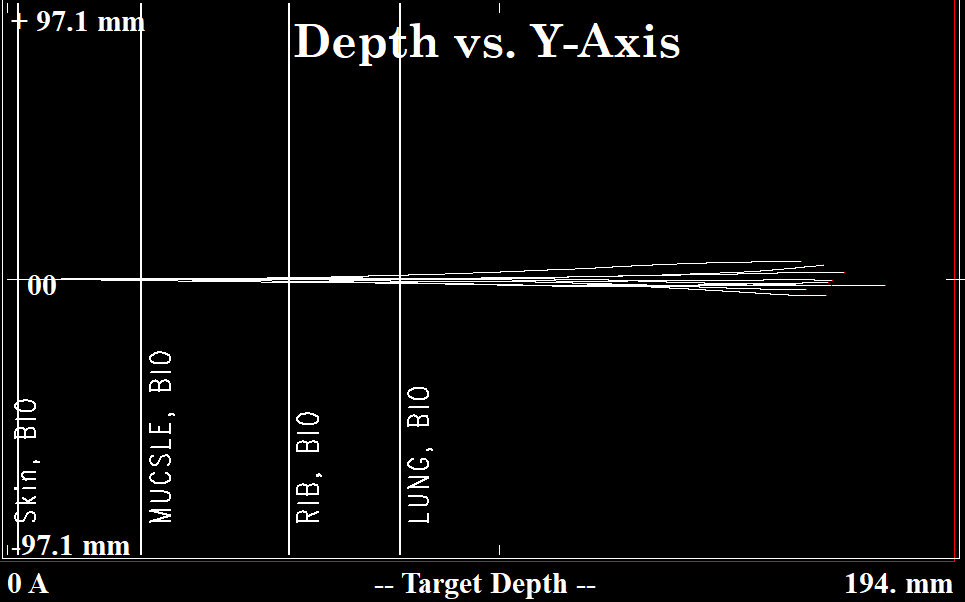 + 97.1 mm
Depth vs. Y-Axis
00
Skin, BIO
MUCSLE, BIO
RIB, BIO
LUNG, BIO
-97.1 mm
0 A
-- Target Depth --
194. mm